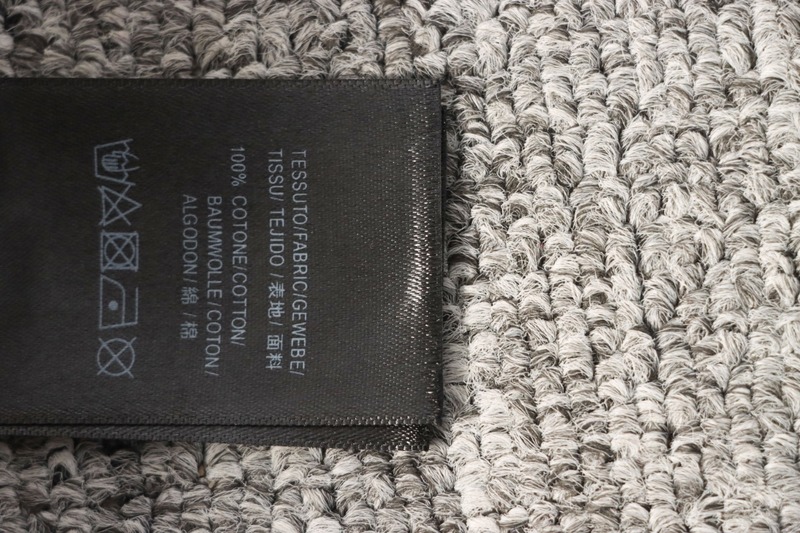 TESSUTO/FABRIC/GEWEBE/
TISSU/ TEJIDO /表地/ 面料
100% COTONE/COTTON/
BAUMWOLLE/COTON/
ALGODON/綿/棉